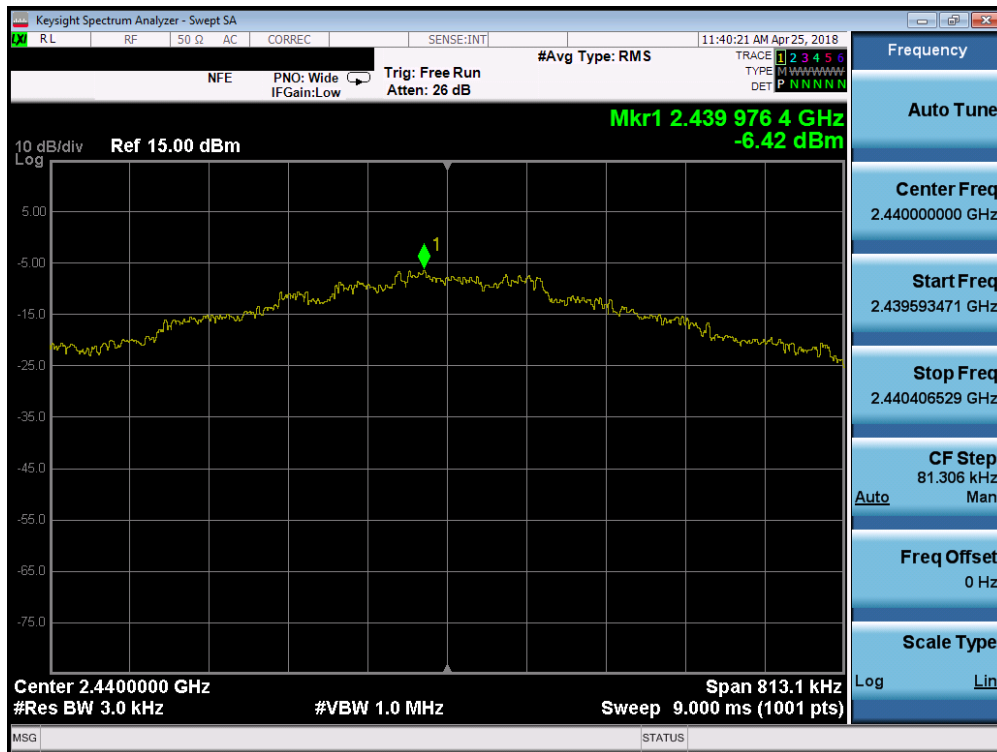 Keysight Spectrum Analyzer - Swept SA
LXI RL RF 50 Ω AC CORREC SENSE:INT 11:40:21 AM Apr 25, 2018
#Avg Type: RMS
TRACE 1 2 3 4 5 6
TYPE M WWWWW
DET P N N N N N
NFE PNO: Wide Trig: Free Run
IFGain:Low Atten: 26 dB
Mkr1 2.439 976 4 GHz
-6.42 dBm
10 dB/div Ref 15.00 dBm
Log
5.00
-5.00
1
-15.0
-25.0
-35.0
-45.0
-55.0
-65.0
-75.0
Center 2.4400000 GHz Span 813.1 kHz
#Res BW 3.0 kHz #VBW 1.0 MHz Sweep 9.000 ms (1001 pts)
MSG STATUS
Frequency
Auto Tune
Center Freq
2.440000000 GHz
Start Freq
2.439593471 GHz
Stop Freq
2.440406529 GHz
CF Step
81.306 kHz
Auto Man
Freq Offset
0 Hz
Scale Type
Log Lin